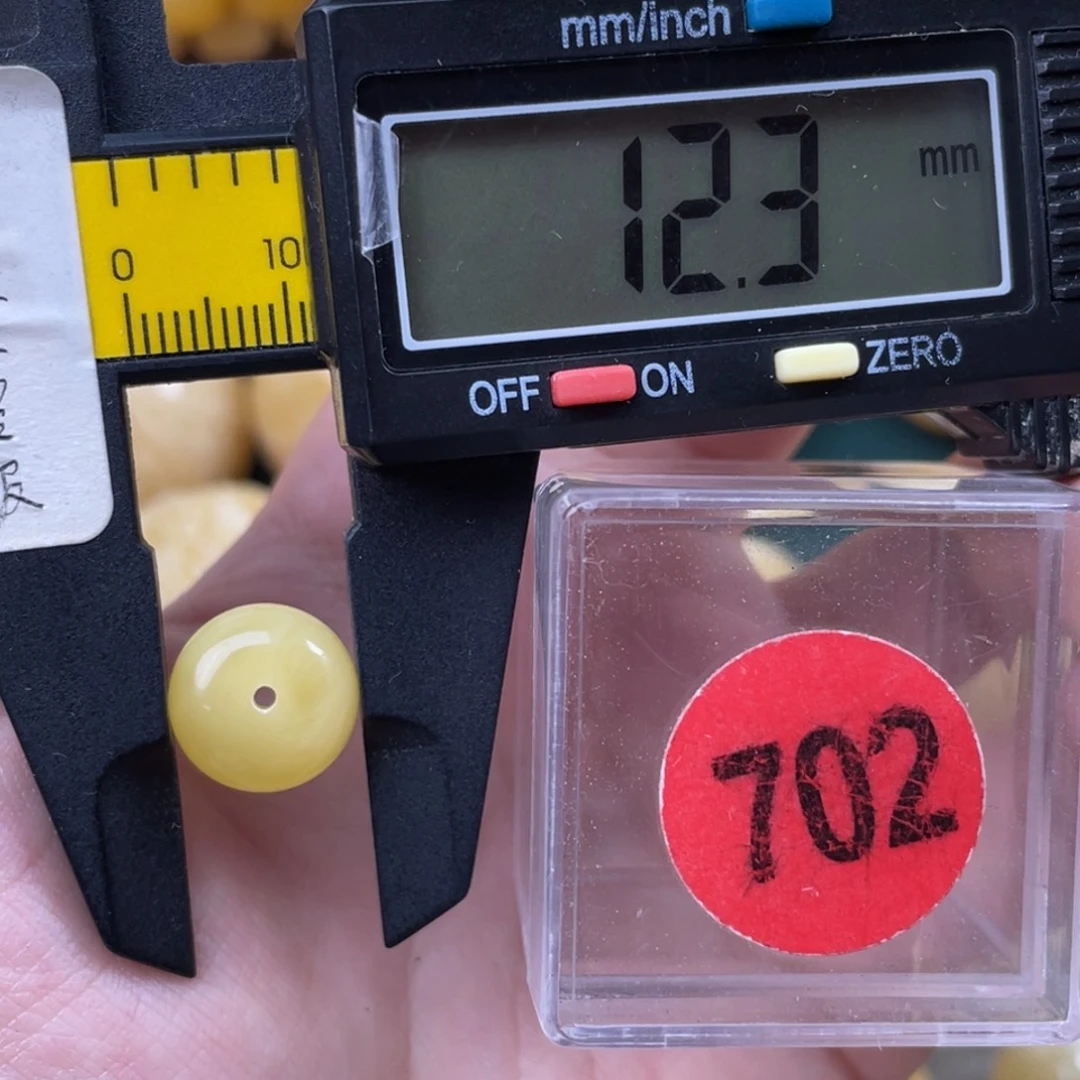 mm/inch
12.3 mm
0 10
OFF ON ZERO
702